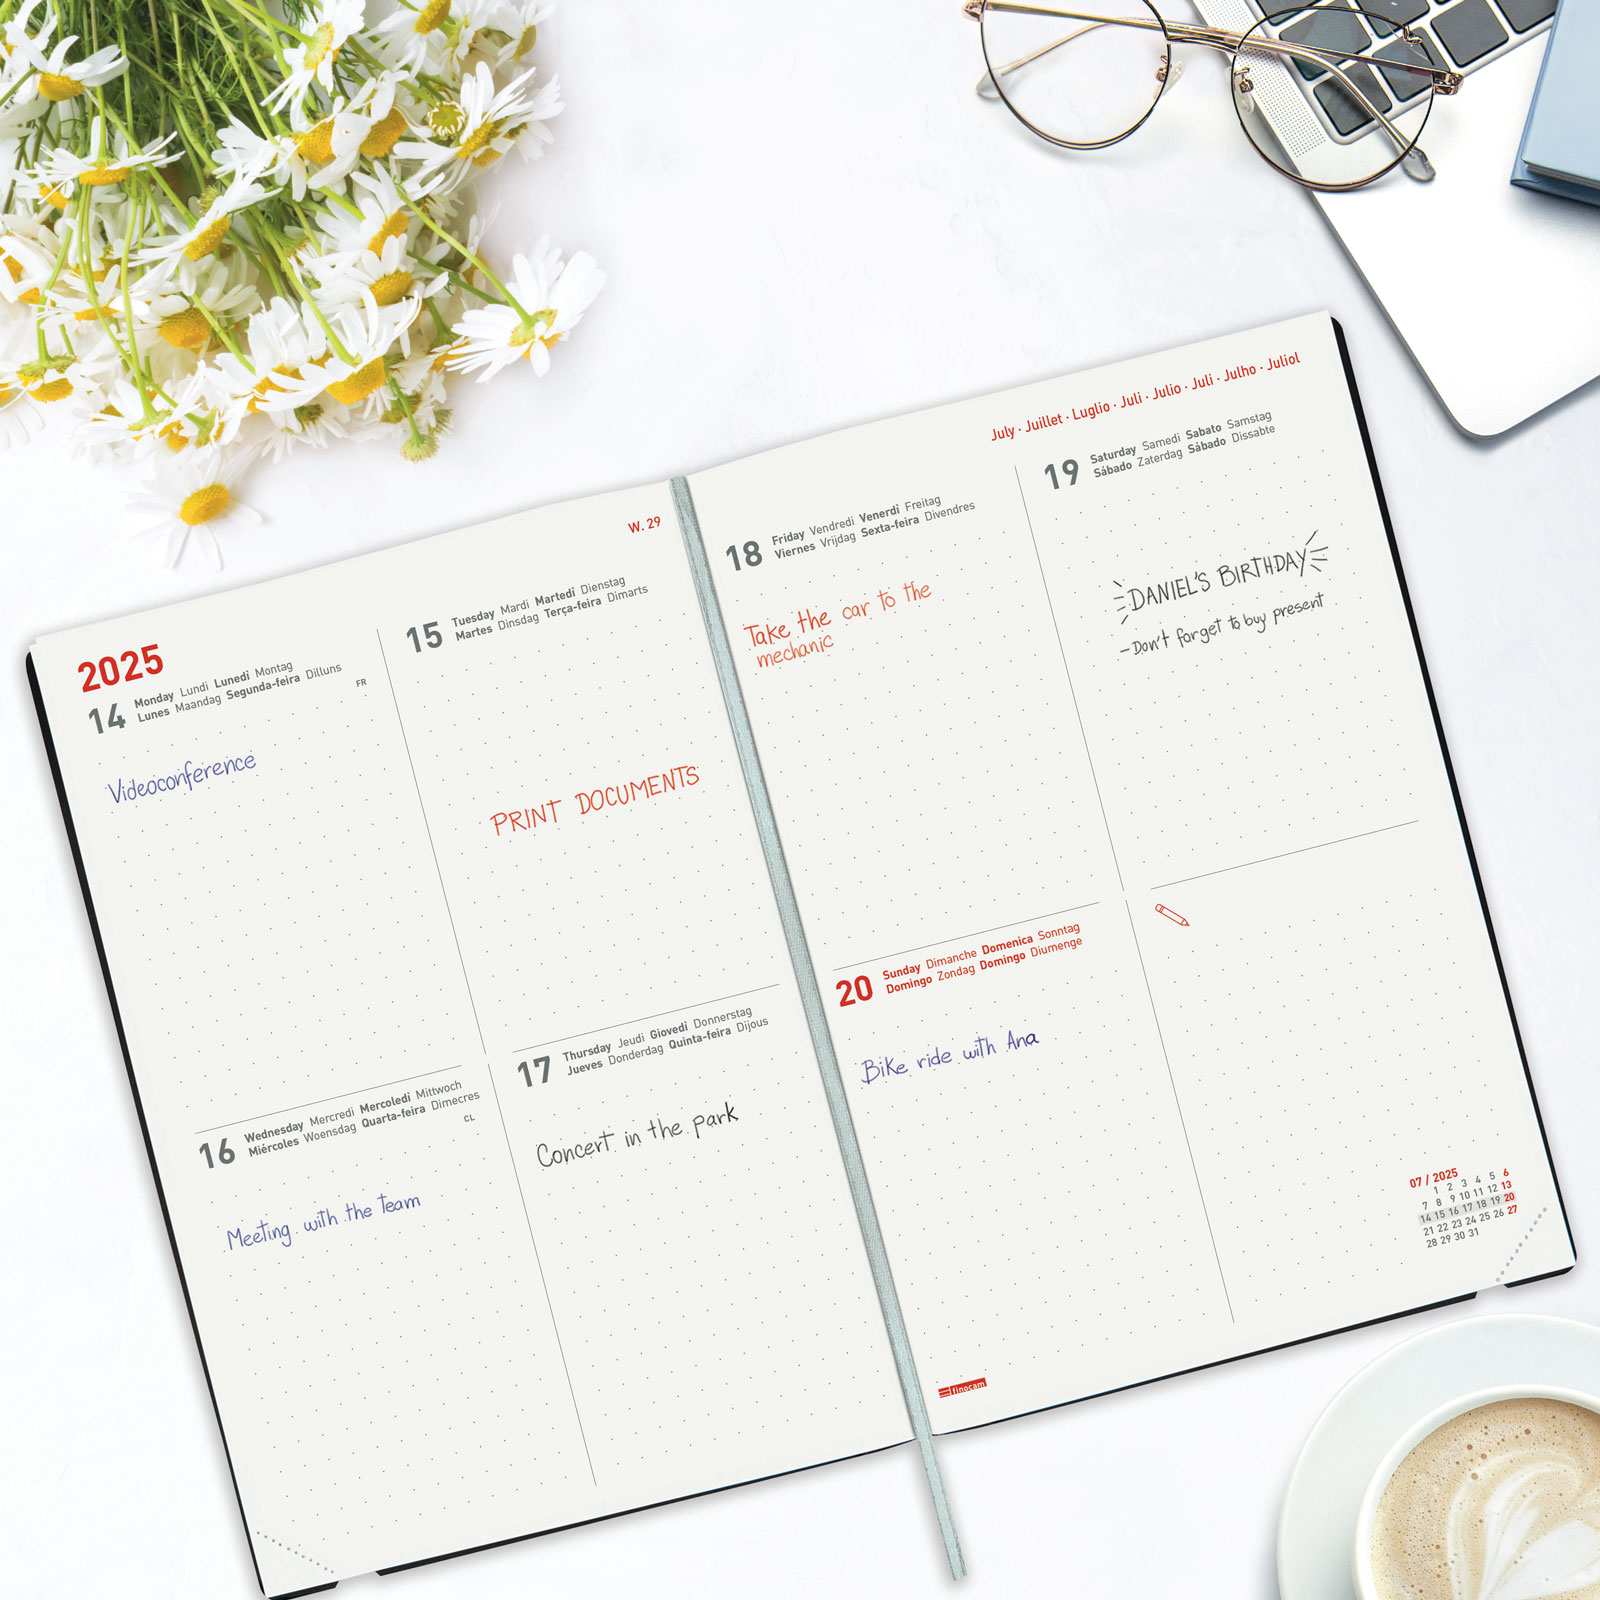 W. 29
2025
14
Monday Lundi Lunedì Montag
Lunes Maandag Segunda-feira Dilluns
FR
Videoconference
15
Tuesday Mardi Martedì Dienstag
Martes Dinsdag Terça-feira Dimarts
PRINT DOCUMENTS
16
Wednesday Mercredi Mercoledì Mittwoch
Miércoles Woensdag Quarta-feira Dimecres
CL
Meeting with the team
17
Thursday Jeudi Giovedì Donnerstag
Jueves Donderdag Quinta-feira Dijous
Concert in the park
July · Juillet · Luglio · Juli · Julio · Juli · Julho · Juliol
18
Friday Vendredi Venerdì Freitag
Viernes Vrijdag Sexta-feira Divendres
Take the car to the
mechanic
19
Saturday Samedi Sabato Samstag
Sábado Zaterdag Sábado Dissabte
DANIEL'S BIRTHDAY
- Don't forget to buy present
20
Sunday Dimanche Domenica Sonntag
Domingo Zondag Domingo Diumenge
Bike ride with Ana
07 / 2025
1 2 3 4 5 6
7 8 9 10 11 12 13
14 15 16 17 18 19 20
21 22 23 24 25 26 27
28 29 30 31
finocam